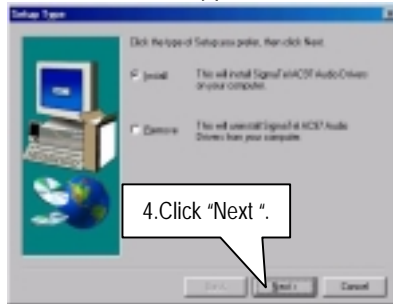 Setup Type
Click the type of Setup you prefer, then click Next.
Install
This will install SigmaTel AC97 Audio Drivers
on your computer.
Remove
This will uninstall SigmaTel AC97 Audio
Drivers from your computer.
4.Click "Next ".
Next >
Cancel